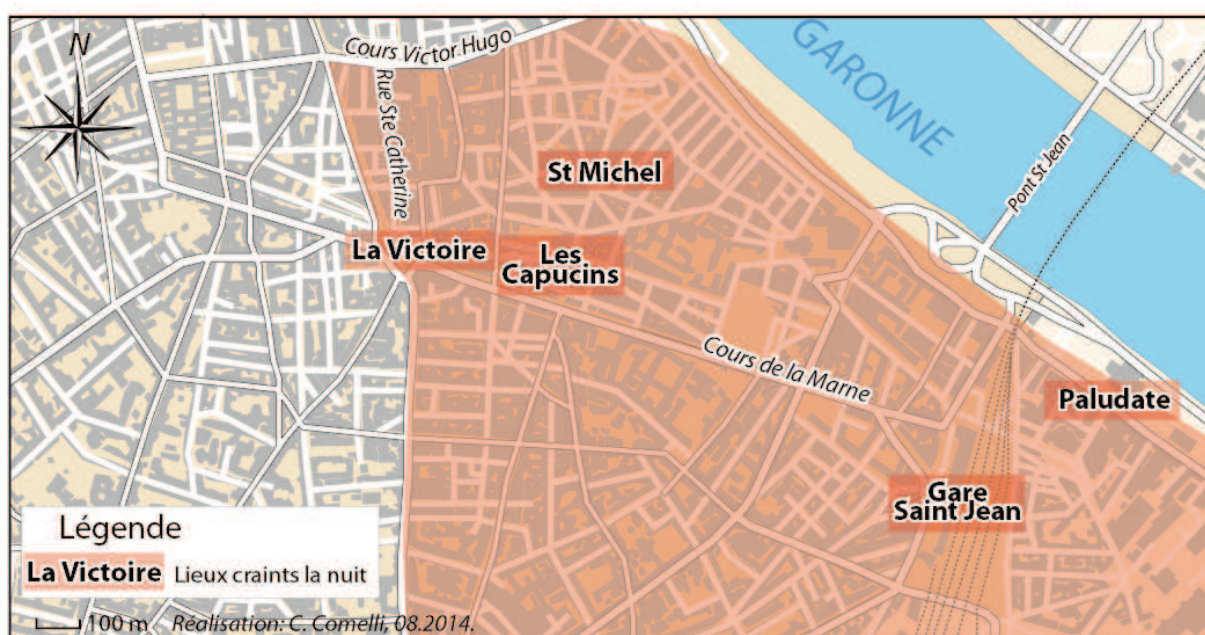 N
Cours Victor Hugo
Rue Ste Catherine
GARONNE
Pont St Jean
St Michel
La Victoire
Les
Capucins
Cours de la Marne
Paludate
Gare
Saint Jean
Légende
La Victoire Lieux craints la nuit
100 m Réalisation: C. Comelli, 08.2014.